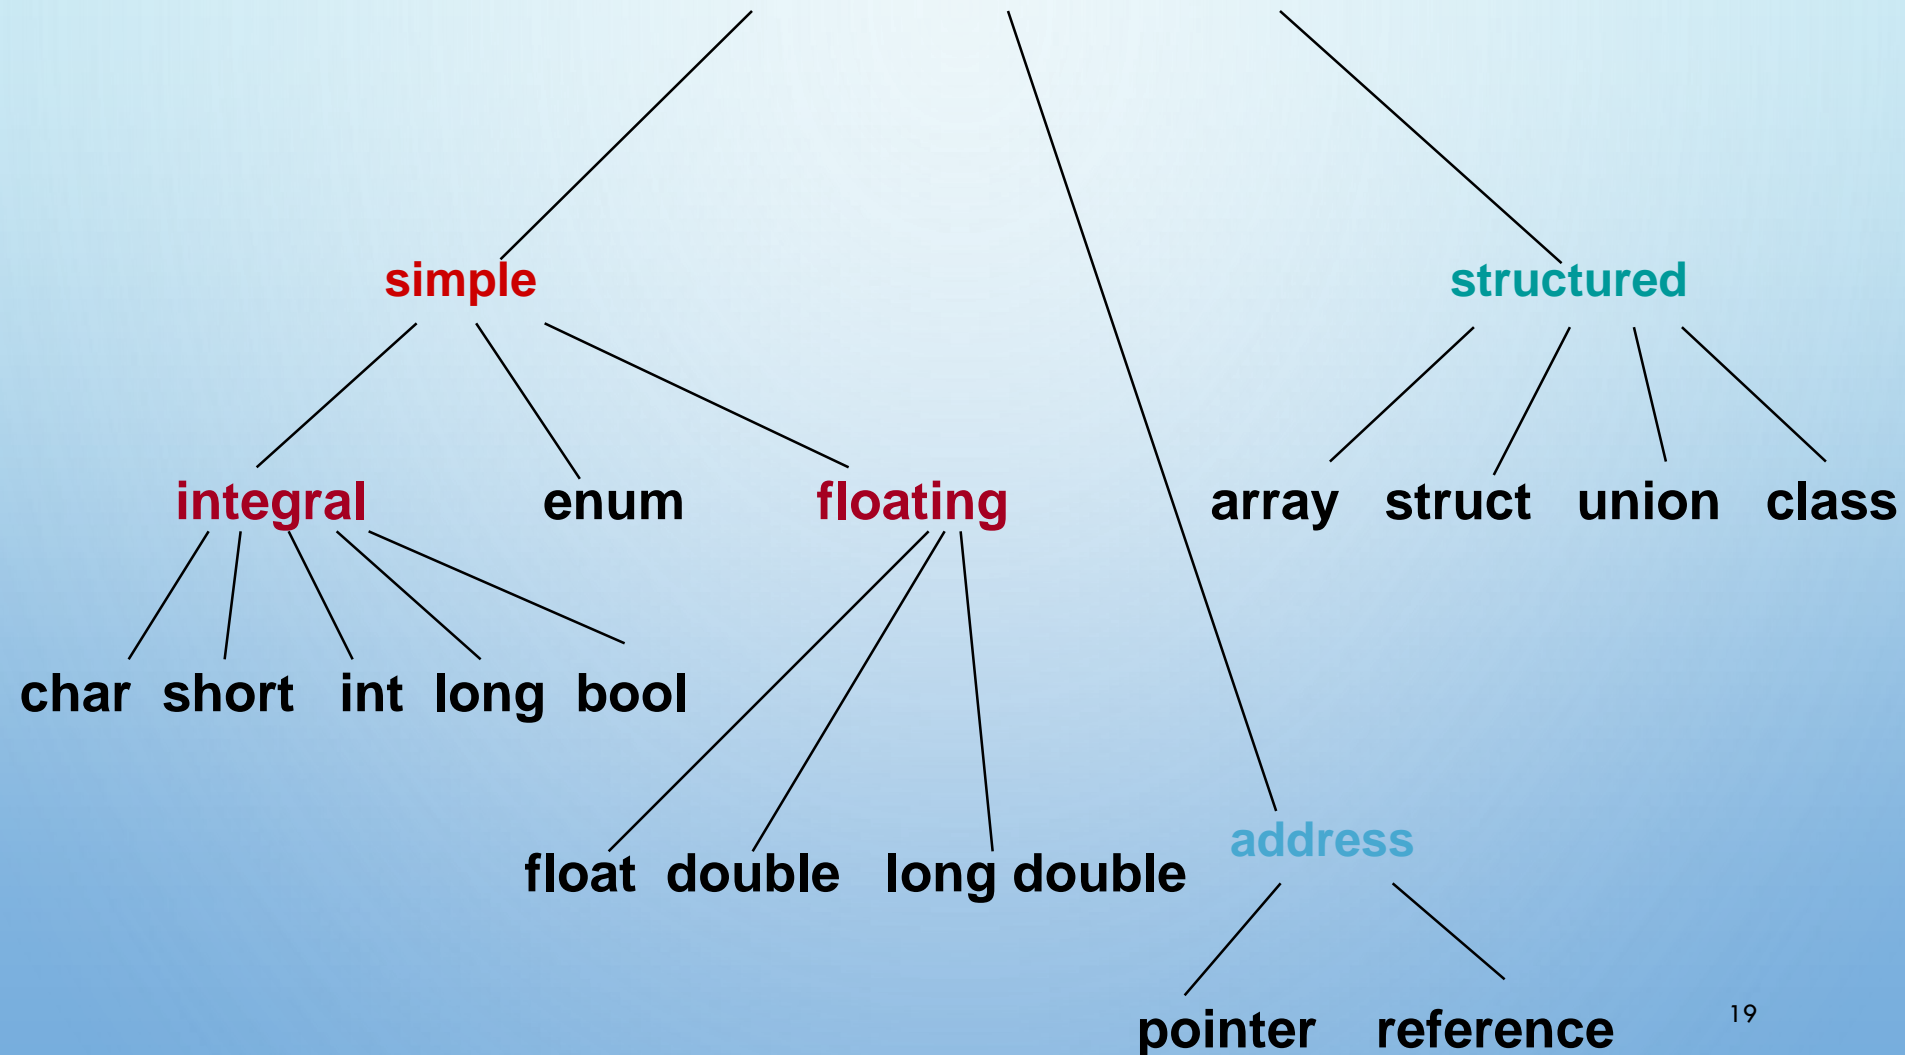 simple structured
integral enum floating array struct union class
char short int long bool
address
float double long double
pointer reference
19